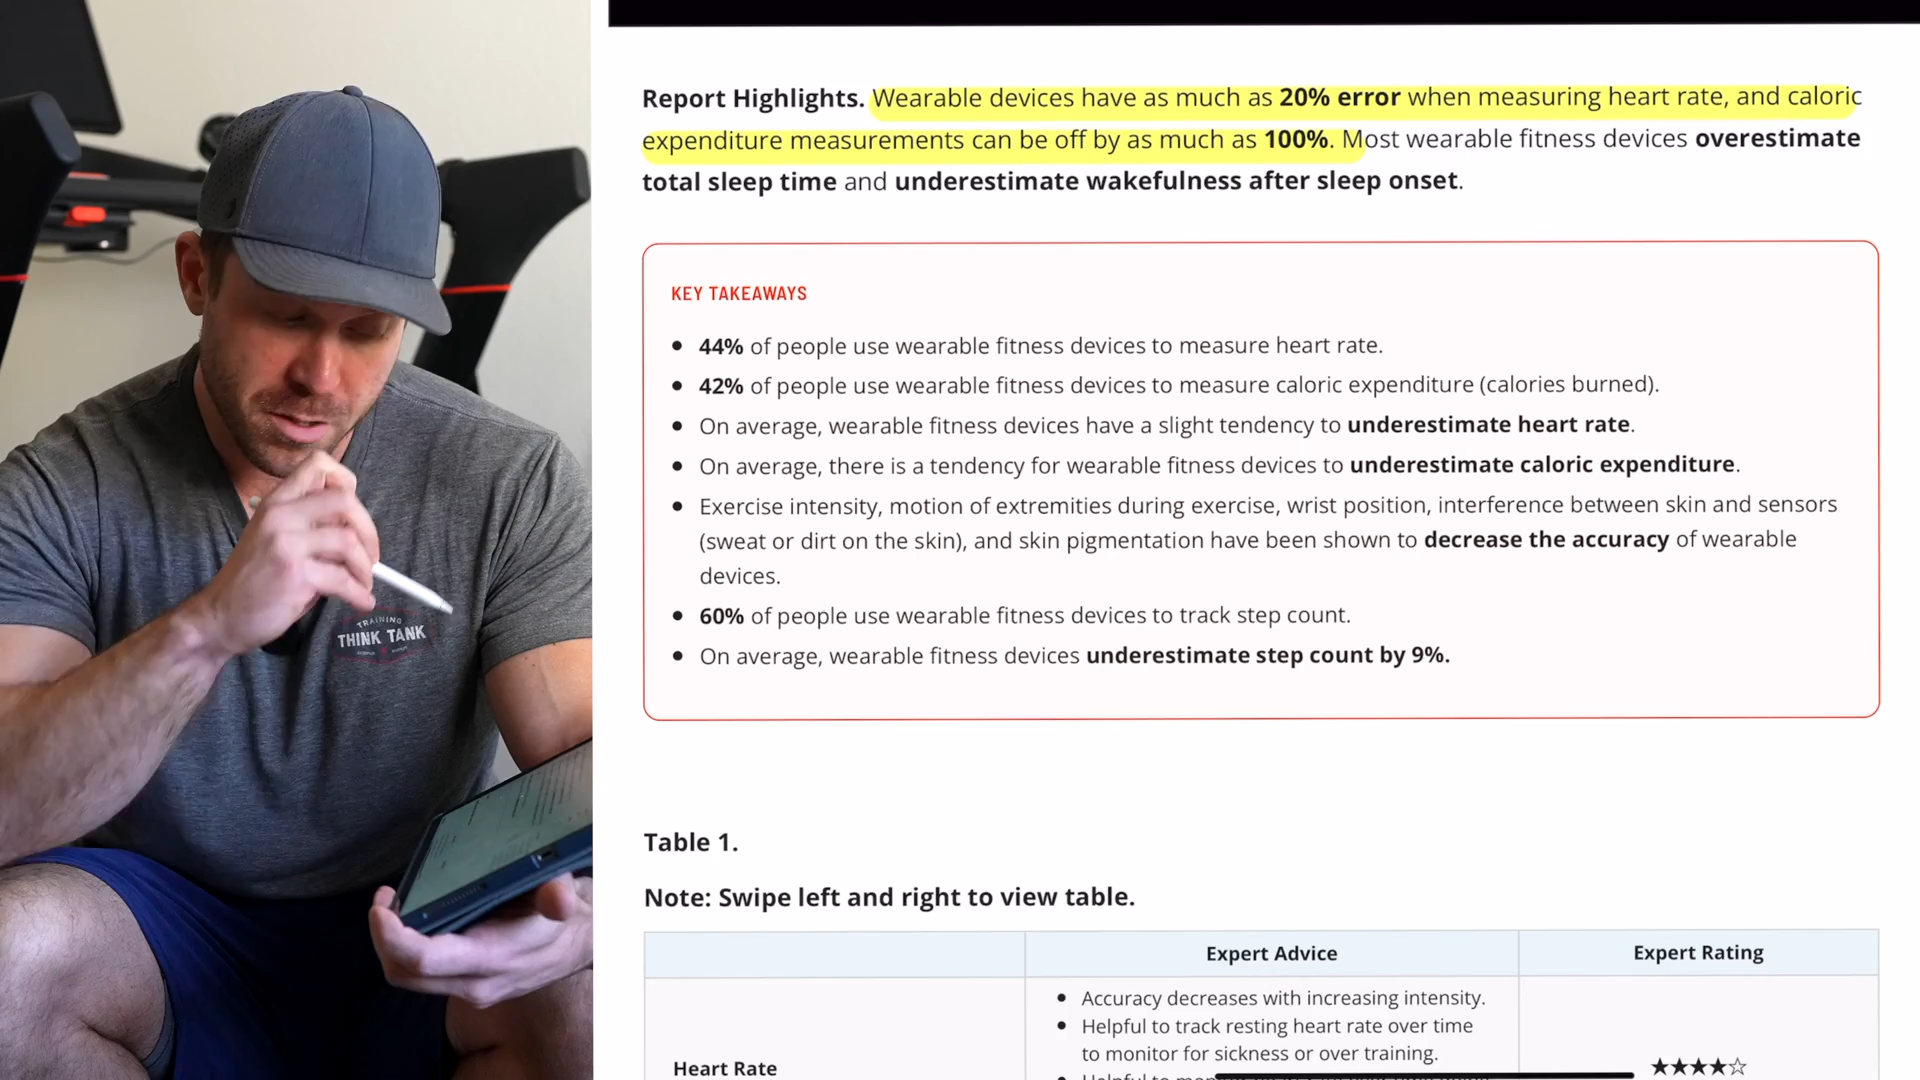 Report Highlights. Wearable devices have as much as 20% error when measuring heart rate, and caloric
expenditure measurements can be off by as much as 100%. Most wearable fitness devices overestimate
total sleep time and underestimate wakefulness after sleep onset.
KEY TAKEAWAYS
• 44% of people use wearable fitness devices to measure heart rate.
• 42% of people use wearable fitness devices to measure caloric expenditure (calories burned).
• On average, wearable fitness devices have a slight tendency to underestimate heart rate.
• On average, there is a tendency for wearable fitness devices to underestimate caloric expenditure.
• Exercise intensity, motion of extremities during exercise, wrist position, interference between skin and sensors
(sweat or dirt on the skin), and skin pigmentation have been shown to decrease the accuracy of wearable
devices.
• 60% of people use wearable fitness devices to track step count.
• On average, wearable fitness devices underestimate step count by 9%.
Table 1.
Note: Swipe left and right to view table.
Expert Advice
Expert Rating
• Accuracy decreases with increasing intensity.
• Helpful to track resting heart rate over time
to monitor for sickness or over training.
Heart Rate
★★★★☆
TRAINING
THINK TANK